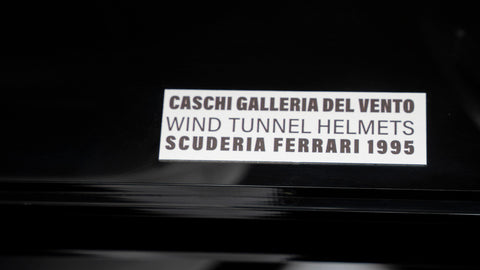 CASCHI GALLERIA DEL VENTO
WIND TUNNEL HELMETS
SCUDERIA FERRARI 1995